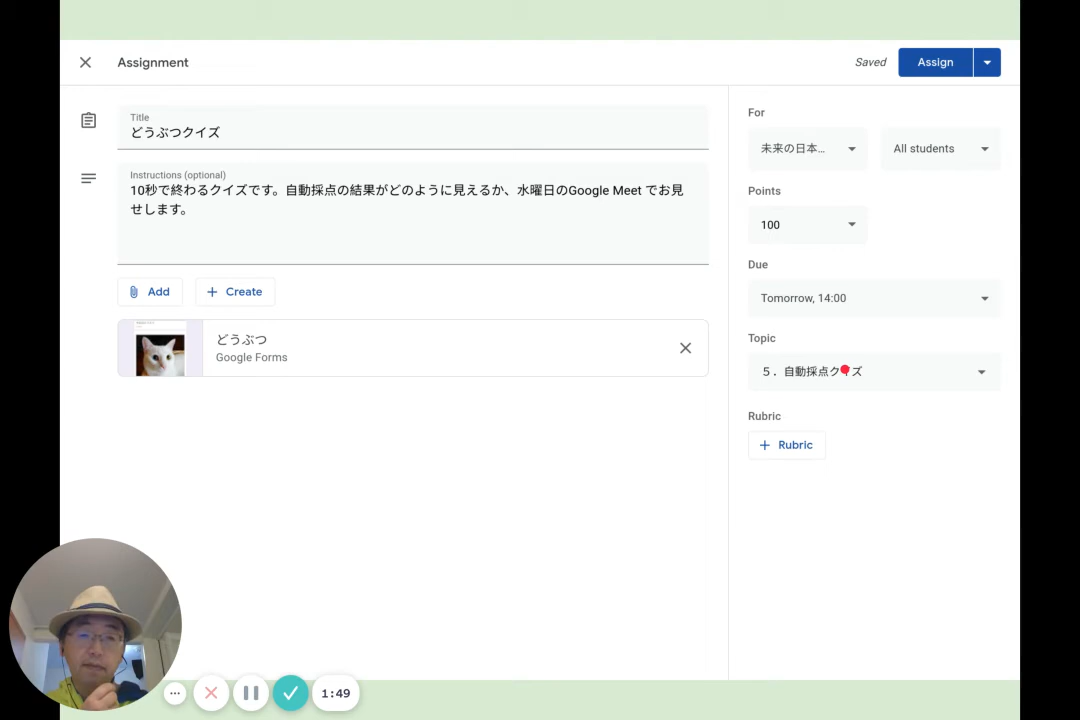 Assignment
Saved
Assign
Title
どうぶつクイズ
Instructions (optional)
10秒で終わるクイズです。自動採点の結果がどのように見えるか、水曜日のGoogle Meet でお見
せします。
Add
Create
どうぶつ
Google Forms
For
未来の日本...
All students
Points
100
Due
Tomorrow, 14:00
Topic
５．自動採点クイズ
Rubric
Rubric
1:49